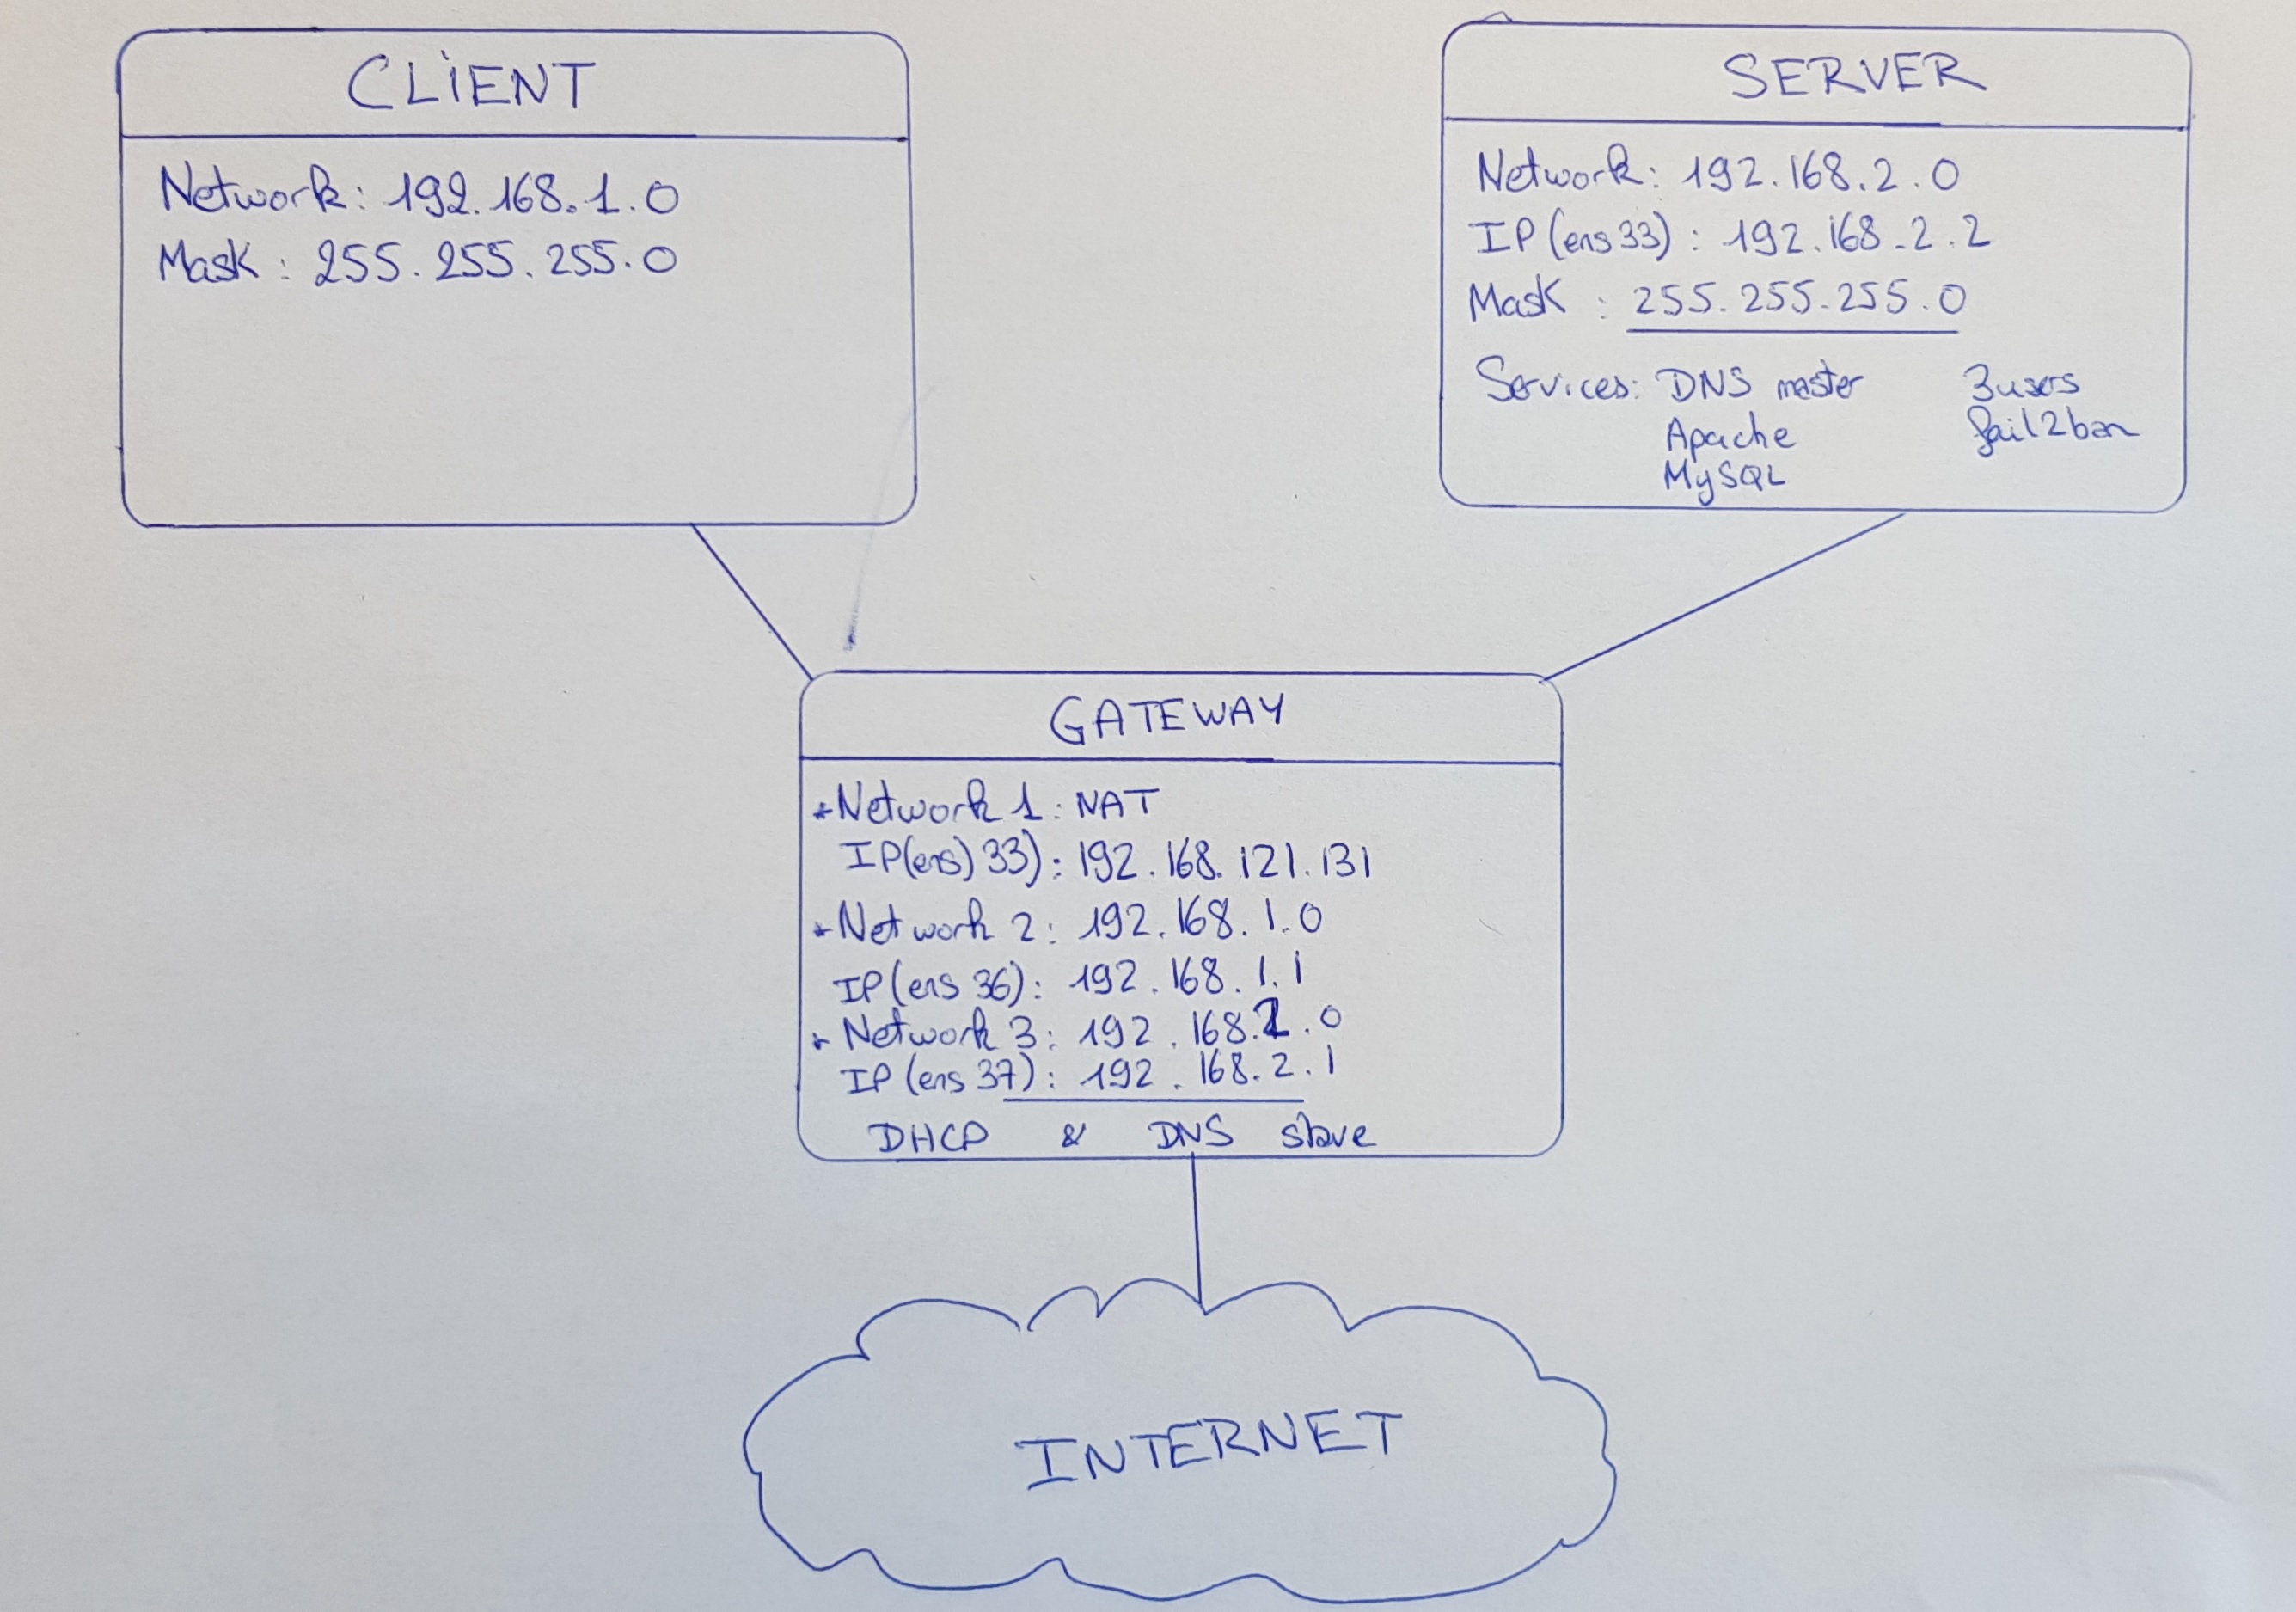 CLIENT
Network: 192.168.1.0
Mask: 255.255.255.0
SERVER
Network: 192.168.2.0
IP (ens 33): 192.168.2.2
Mask: 255.255.255.0
Services: DNS master 3 users
Apache fail2ban
MySQL
GATEWAY
*Network 1: NAT
IP(ens) 33): 192.168.121.131
*Network 2: 192.168.1.0
IP (ens 36): 192.168.1.1
*Network 3: 192.168.2.0
IP (ens 37): 192.168.2.1
DHCP & DNS slave
INTERNET